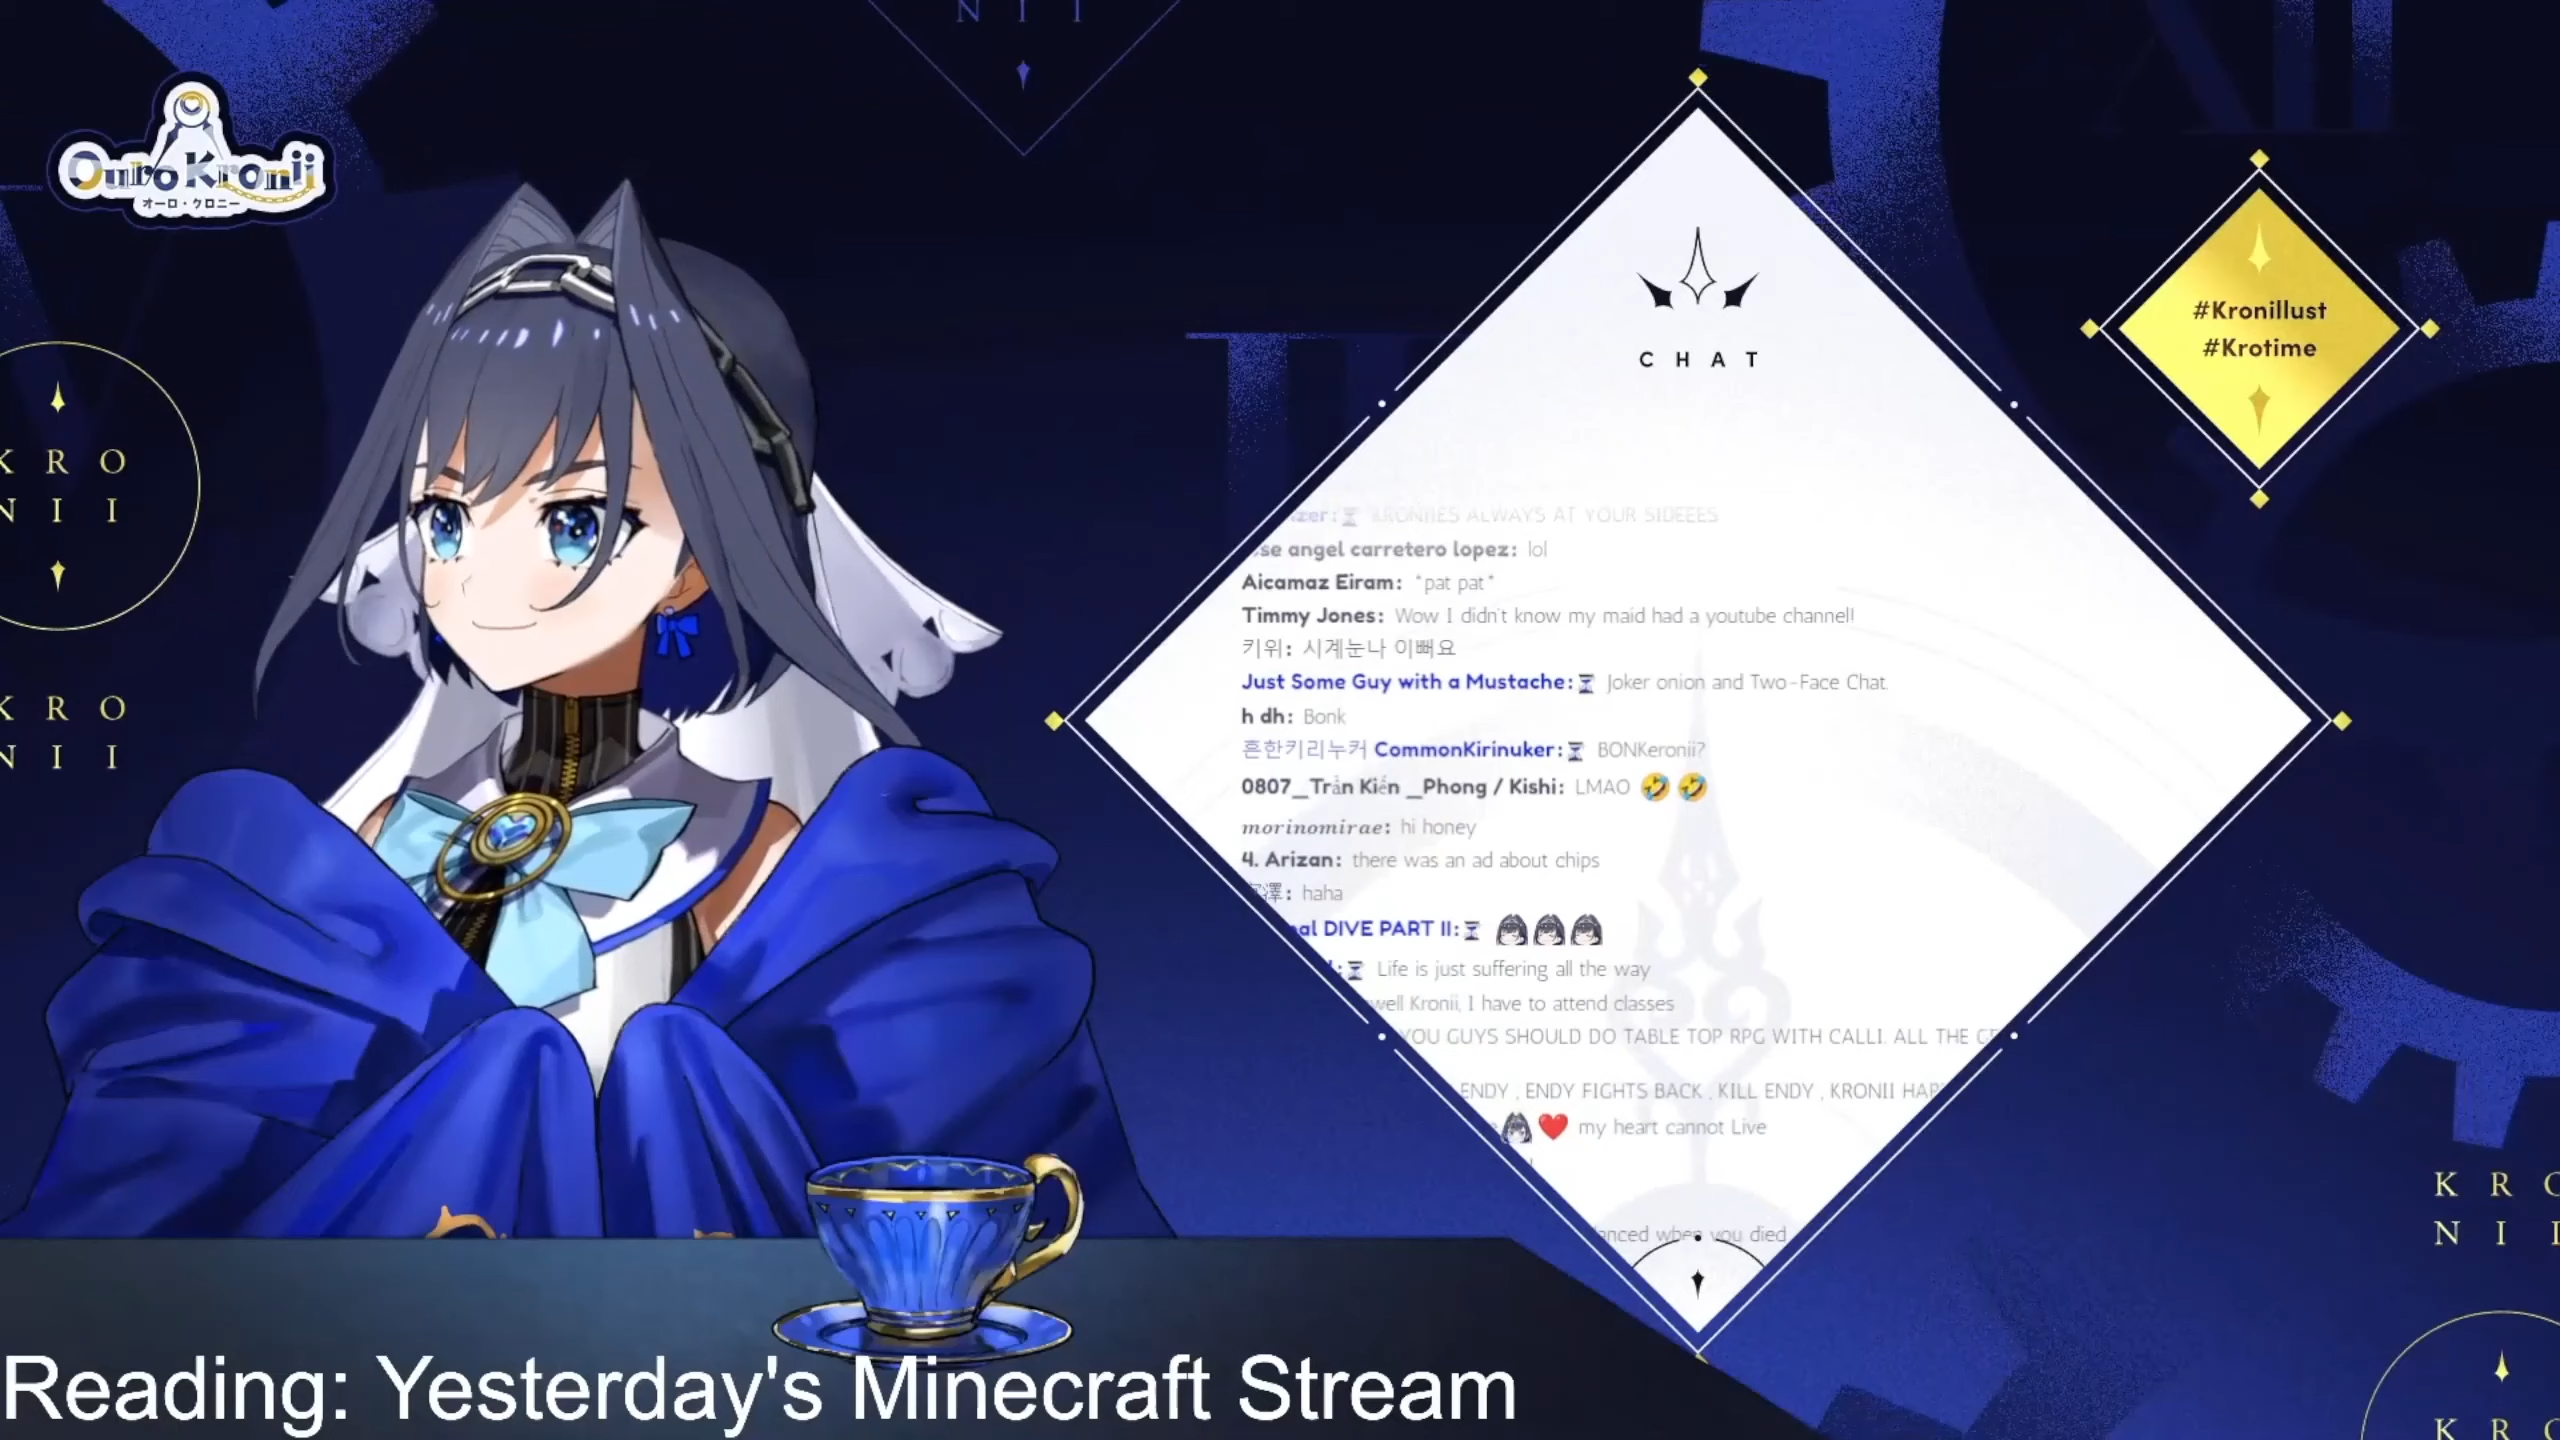 N I I
Ouro Kronii
オーロ・クロニー
K R O
N I I
K R O
N I I
CHAT
KRONIIES ALWAYS AT YOUR SIDEEES
se angel carretero lopez: lol
Aicamaz Eiram: *pat pat*
Timmy Jones: Wow I didn't know my maid had a youtube channel!
키위: 시계눈나 이뻐요
Just Some Guy with a Mustache: Joker onion and Two-Face Chat.
h dh: Bonk
흔한키리누커 CommonKirinuker: BONKeronii?
0807_Trần Kiến _Phong / Kishi: LMAO 🤣 🤣
morinomirae: hi honey
4. Arizan: there was an ad about chips
澤: haha
al DIVE PART II:
Life is just suffering all the way
well Kronii, I have to attend classes
YOU GUYS SHOULD DO TABLE TOP RPG WITH CALLI. ALL THE
ENDY , ENDY FIGHTS BACK , KILL ENDY , KRONII HAP
❤️ my heart cannot Live
anced when you died
#Kronillust
#Krotime
K R
N I
K R
Reading: Yesterday's Minecraft Stream